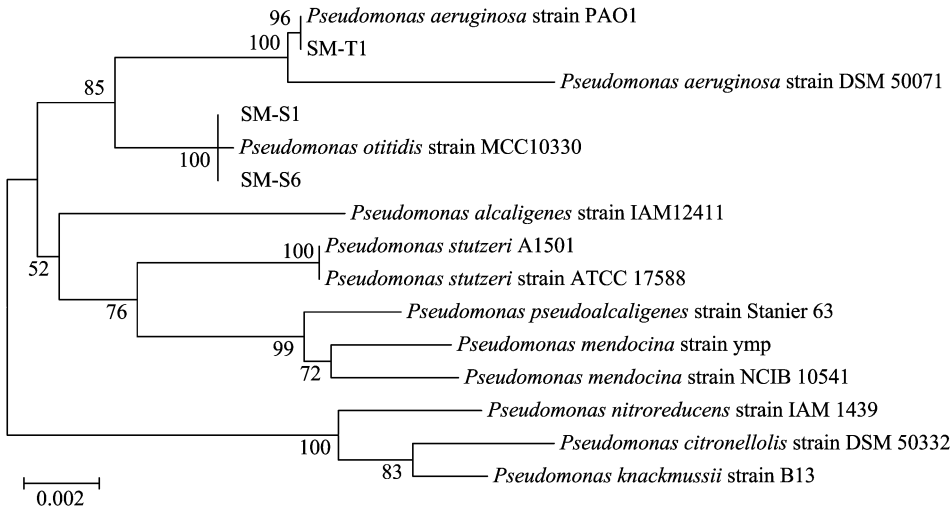 96
Pseudomonas aeruginosa strain PAO1
100
SM-T1
Pseudomonas aeruginosa strain DSM 50071
85
SM-S1
Pseudomonas otitidis strain MCC10330
100
SM-S6
Pseudomonas alcaligenes strain IAM12411
Pseudomonas stutzeri A1501
100
52
Pseudomonas stutzeri strain ATCC 17588
76
Pseudomonas pseudoalcaligenes strain Stanier 63
99
Pseudomonas mendocina strain ymp
72
Pseudomonas mendocina strain NCIB 10541
Pseudomonas nitroreducens strain IAM 1439
100
Pseudomonas citronellolis strain DSM 50332
83
Pseudomonas knackmussii strain B13
0.002